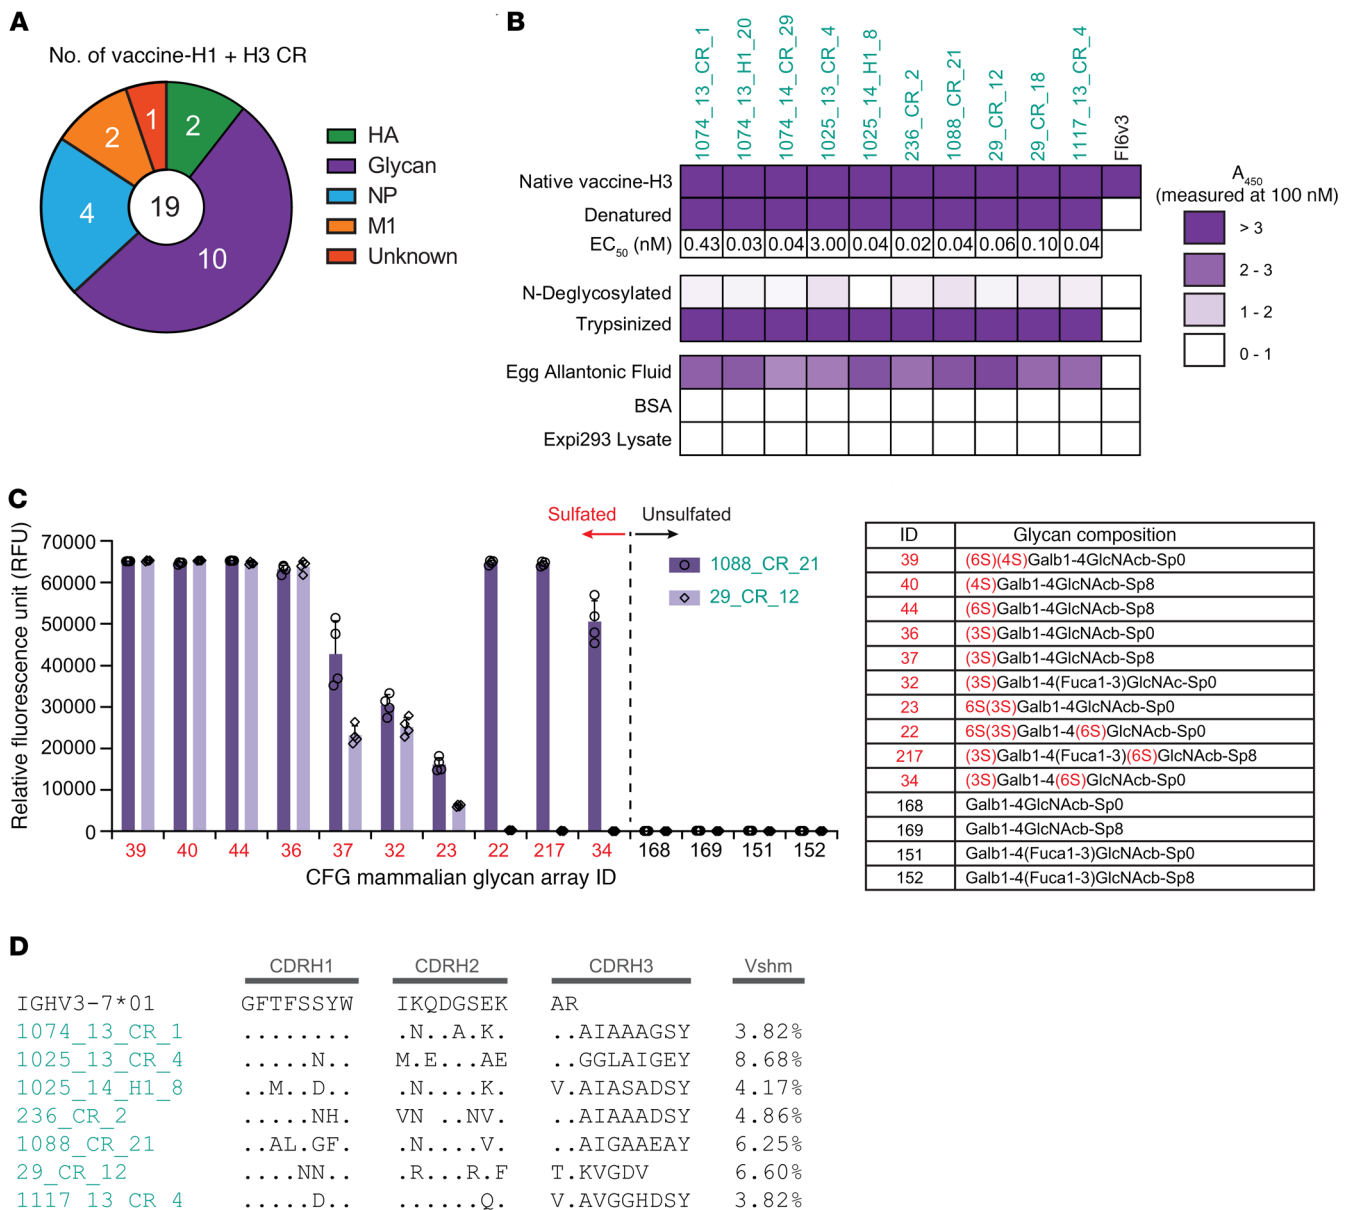 A
No. of vaccine-H1 + H3 CR
1
2
2
4
19
10
HA
Glycan
NP
M1
Unknown
B
1074_13_CR_1
1074_13_H1_20
1074_14_CR_29
1025_13_CR_4
1025_14_H1_8
236_CR_2
1088_CR_21
29_CR_12
29_CR_18
1117_13_CR_4
FI6v3
Native vaccine-H3
Denatured
EC50 (nM) 0.43 0.03 0.04 3.00 0.04 0.02 0.04 0.06 0.10 0.04
N-Deglycosylated
Trypsinized
Egg Allantonic Fluid
BSA
Expi293 Lysate
A450
(measured at 100 nM)
> 3
2 - 3
1 - 2
0 - 1
C
Relative fluorescence unit (RFU)
70000
60000
50000
40000
30000
20000
10000
0
Sulfated
Unsulfated
1088_CR_21
29_CR_12
39 40 44 36 37 32 23 22 217 34 168 169 151 152
CFG mammalian glycan array ID
ID Glycan composition
39 (6S)(4S)Galb1-4GlcNAcb-Sp0
40 (4S)Galb1-4GlcNAcb-Sp8
44 (6S)Galb1-4GlcNAcb-Sp8
36 (3S)Galb1-4GlcNAcb-Sp0
37 (3S)Galb1-4GlcNAcb-Sp8
32 (3S)Galb1-4(Fuca1-3)GlcNAc-Sp0
23 6S(3S)Galb1-4GlcNAcb-Sp0
22 6S(3S)Galb1-4(6S)GlcNAcb-Sp0
217 (3S)Galb1-4(Fuca1-3)(6S)GlcNAcb-Sp8
34 (3S)Galb1-4(6S)GlcNAcb-Sp0
168 Galb1-4GlcNAcb-Sp0
169 Galb1-4GlcNAcb-Sp8
151 Galb1-4(Fuca1-3)GlcNAcb-Sp0
152 Galb1-4(Fuca1-3)GlcNAcb-Sp8
D
CDRH1 CDRH2 CDRH3 Vshm
IGHV3-7*01 GFTFSSYW IKQDGSEK AR
1074_13_CR_1 ........ .N..A.K. ..AIAAAGSY 3.82%
1025_13_CR_4 .....N.. M.E...AE ..GGLAIGEY 8.68%
1025_14_H1_8 ..M..D.. .N....K. V.AIASADSY 4.17%
236_CR_2 .....NH. VN ..NV. ..AIAAADSY 4.86%
1088_CR_21 ..AL.GF. .N....V. ..AIGAAEAY 6.25%
29_CR_12 ....NN.. .R...R.F T.KVGDV 6.60%
1117_13_CR_4 .....D.. ......Q. V.AVGGHDSY 3.82%